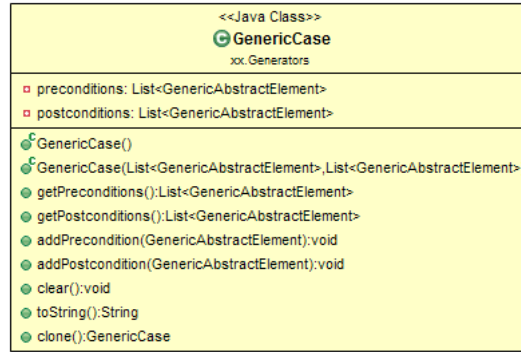 <<Java Class>>
GenericCase
xx.Generators
preconditions: List<GenericAbstractElement>
postconditions: List<GenericAbstractElement>
GenericCase()
GenericCase(List<GenericAbstractElement>,List<GenericAbstractElement>
getPreconditions():List<GenericAbstractElement>
getPostconditions():List<GenericAbstractElement>
addPrecondition(GenericAbstractElement):void
addPostcondition(GenericAbstractElement):void
clear():void
toString():String
clone():GenericCase